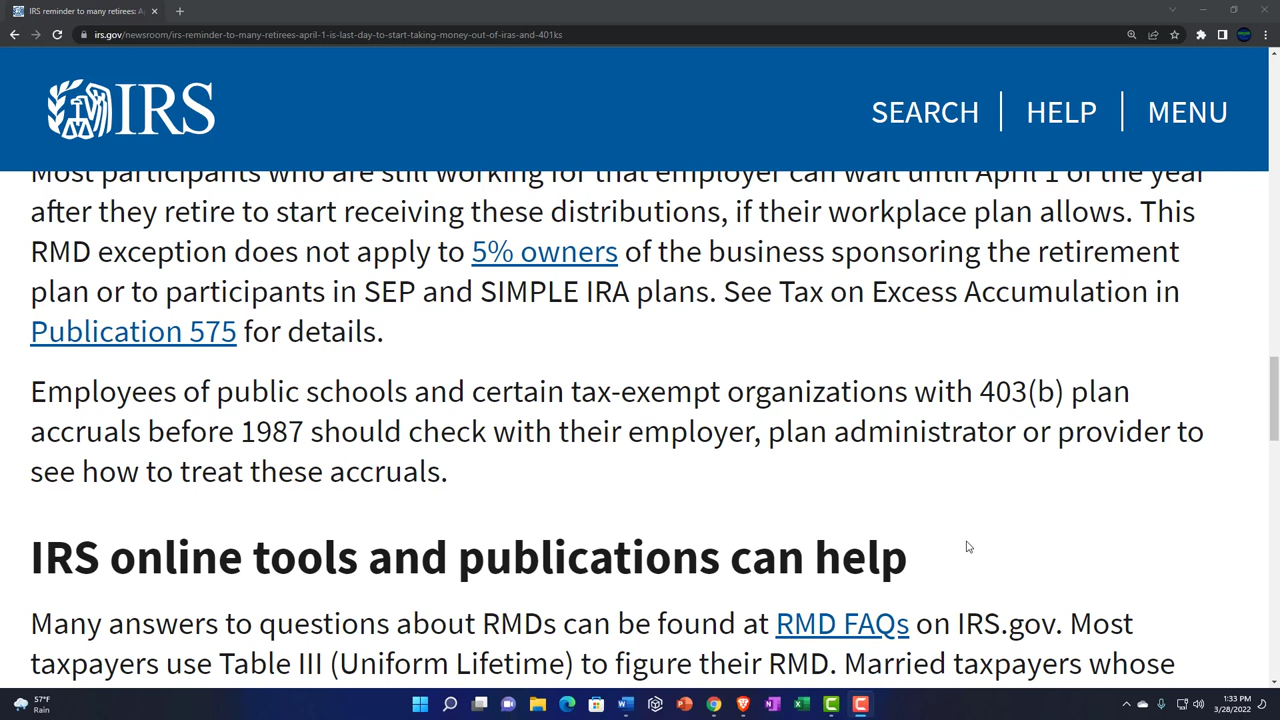 IRS reminder to many retirees: A
irs.gov/newsroom/irs-reminder-to-many-retirees-april-1-is-last-day-to-start-taking-money-out-of-iras-and-401ks
IRS
SEARCH
HELP
MENU
Most participants who are still working for that employer can wait until April 1 of the year
after they retire to start receiving these distributions, if their workplace plan allows. This
RMD exception does not apply to 5% owners of the business sponsoring the retirement
plan or to participants in SEP and SIMPLE IRA plans. See Tax on Excess Accumulation in
Publication 575 for details.
Employees of public schools and certain tax-exempt organizations with 403(b) plan
accruals before 1987 should check with their employer, plan administrator or provider to
see how to treat these accruals.
IRS online tools and publications can help
Many answers to questions about RMDs can be found at RMD FAQs on IRS.gov. Most
taxpayers use Table III (Uniform Lifetime) to figure their RMD. Married taxpayers whose
57°F
Rain
1:33 PM
3/28/2022